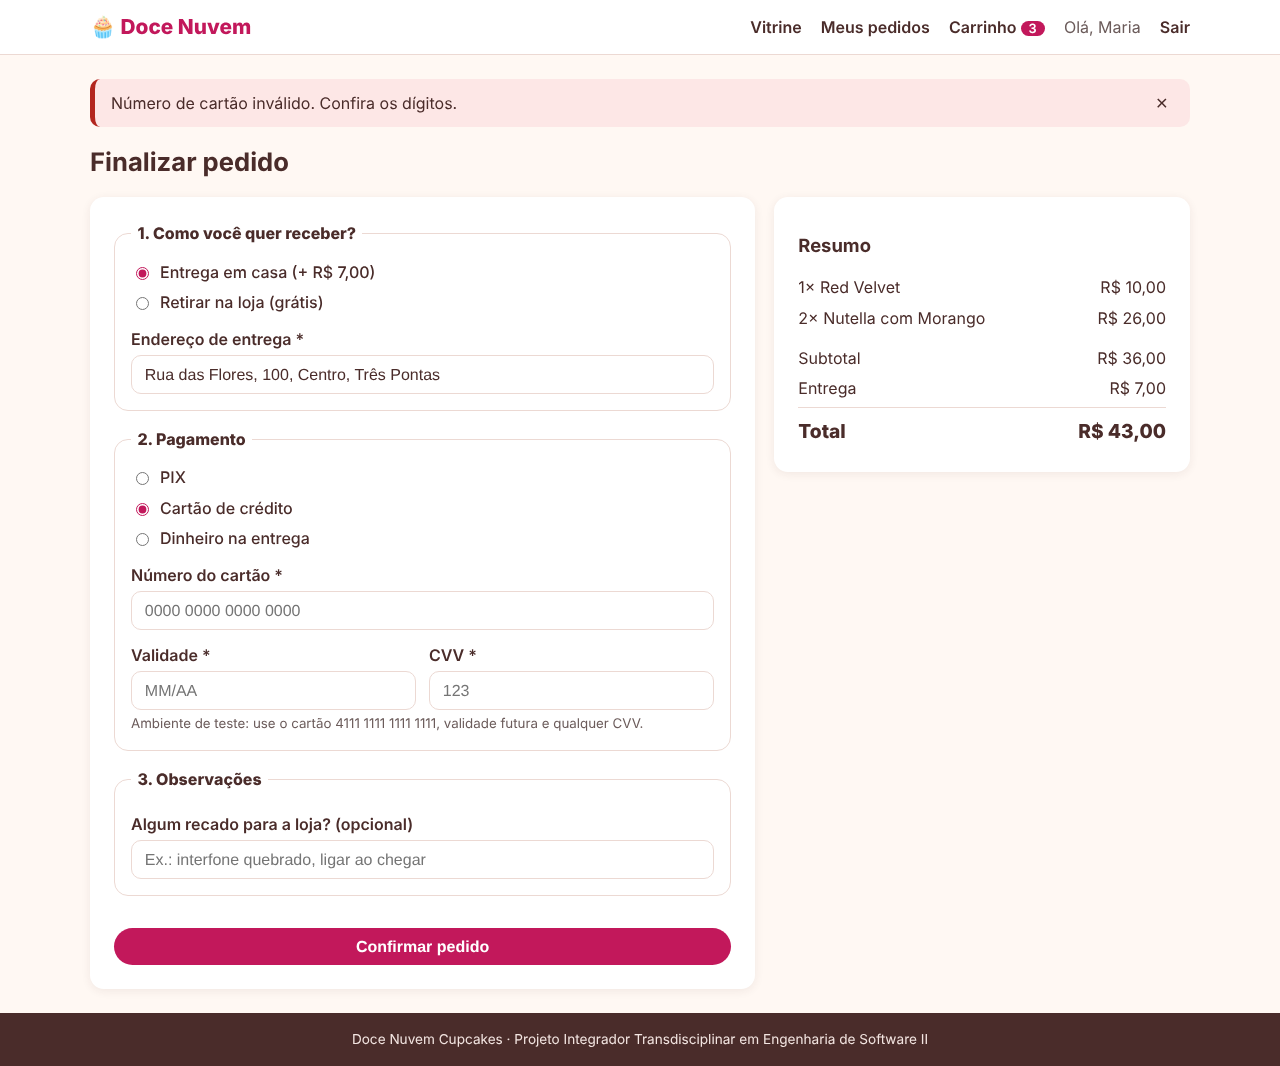 🧁 Doce Nuvem
Vitrine Meus pedidos Carrinho 3 Olá, Maria Sair
Número de cartão inválido. Confira os dígitos. ×
Finalizar pedido
1. Como você quer receber?
Entrega em casa (+ R$ 7,00)
Retirar na loja (grátis)
Endereço de entrega *
Rua das Flores, 100, Centro, Três Pontas
2. Pagamento
PIX
Cartão de crédito
Dinheiro na entrega
Número do cartão *
0000 0000 0000 0000
Validade * CVV *
MM/AA 123
Ambiente de teste: use o cartão 4111 1111 1111 1111, validade futura e qualquer CVV.
3. Observações
Algum recado para a loja? (opcional)
Ex.: interfone quebrado, ligar ao chegar
Confirmar pedido
Resumo
1× Red Velvet R$ 10,00
2× Nutella com Morango R$ 26,00
Subtotal R$ 36,00
Entrega R$ 7,00
Total R$ 43,00
Doce Nuvem Cupcakes · Projeto Integrador Transdisciplinar em Engenharia de Software II